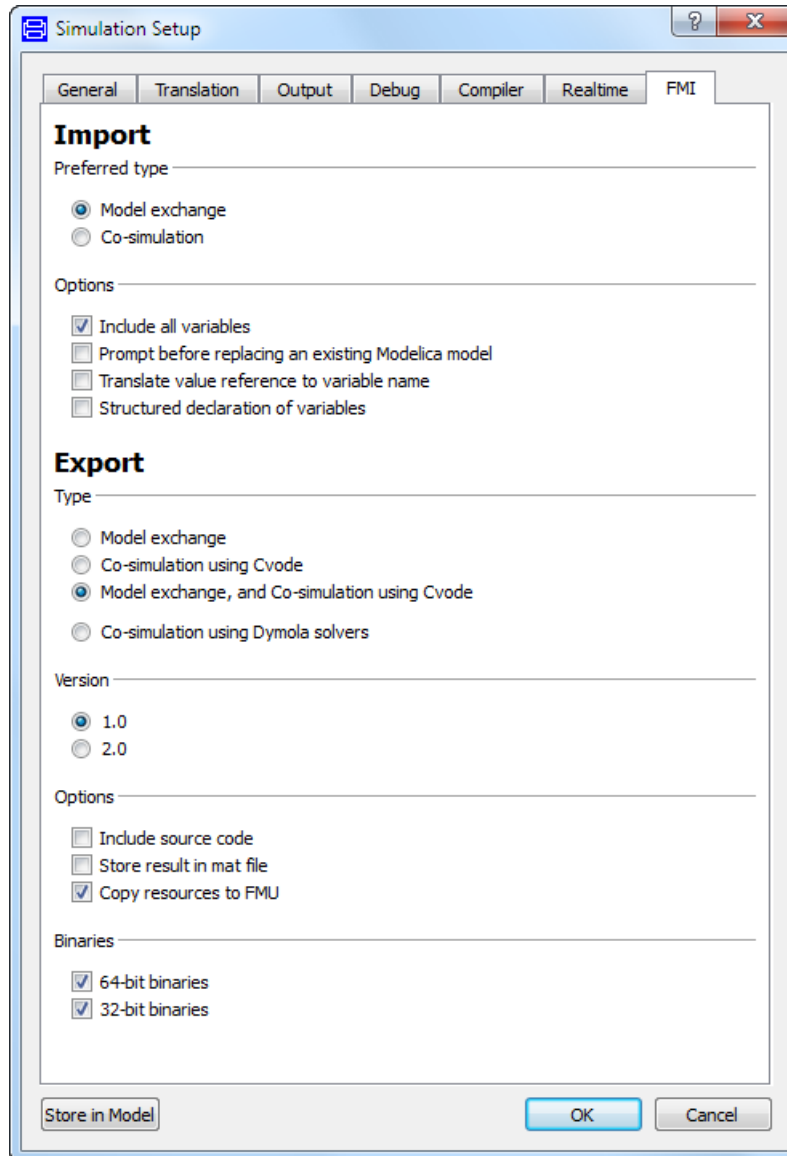 Simulation Setup
General Translation Output Debug Compiler Realtime FMI
Import
Preferred type
Model exchange
Co-simulation
Options
Include all variables
Prompt before replacing an existing Modelica model
Translate value reference to variable name
Structured declaration of variables
Export
Type
Model exchange
Co-simulation using Cvode
Model exchange, and Co-simulation using Cvode
Co-simulation using Dymola solvers
Version
1.0
2.0
Options
Include source code
Store result in mat file
Copy resources to FMU
Binaries
64-bit binaries
32-bit binaries
Store in Model OK Cancel